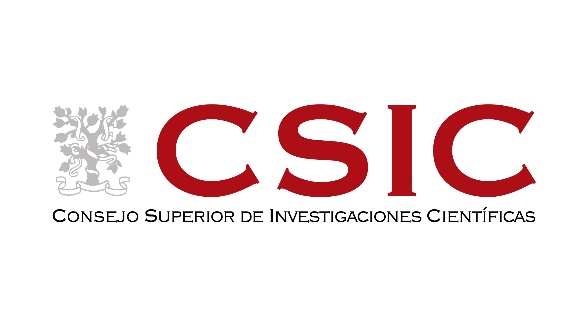 CSIC
CONSEJO SUPERIOR DE INVESTIGACIONES CIENTÍFICAS